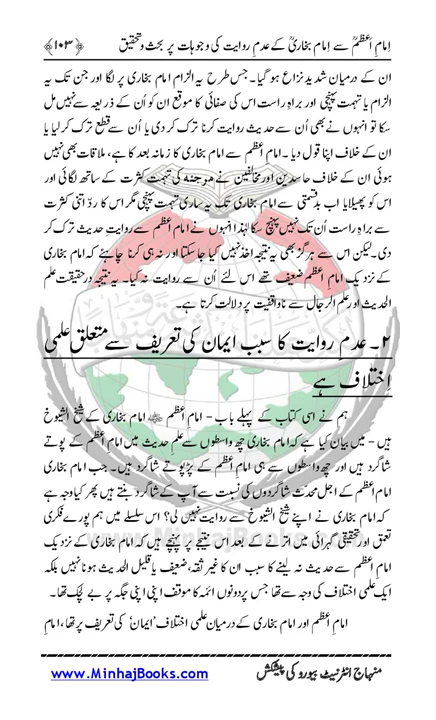 اِمامِ اَعظمؒ سے اِمام بخاریؒ کے عدمِ روایت کی وجوہات پر بحث و تحقیق ﴿۱۰۳﴾
ان کے درمیان شدید نزاع ہو گیا۔ جس طرح یہ الزام امام بخاری پر لگا اور جن تک یہ
الزام یا تہمت پہنچی اور براہِ راست اس کی صفائی کا موقع ان کو اُن کے ذریعہ سے نہیں مل
سکا تو انہوں نے بھی اُن سے حدیث روایت کرنا ترک کر دی یا اُن سے قطع ترک کر لیا یا
ان کے خلاف اپنا قول دیا۔ امام اعظم سے امام بخاری کا زمانہ بعد کا ہے، ملاقات بھی نہیں
ہوئی ان کے خلاف حاسدین اور مخالفین نے مرجئہ کی تہمت کثرت کے ساتھ لگائی اور
اس کو پھیلایا اب بدقسمتی سے امام بخاری تک یہ ساری تہمت پہنچی مگر اس کا ردّ اتنی کثرت
سے براہِ راست اُن تک نہیں پہنچ سکا لہٰذا انہوں نے امام اعظم سے روایتِ حدیث ترک کر
دی۔ لیکن اس سے ہرگز بھی یہ نتیجہ اخذ نہیں کیا جا سکتا اور نہ ہی کرنا چاہئے کہ امام بخاری
کے نزدیک امام اعظم ضعیف تھے اس لئے اُن سے روایت نہ کیا۔ یہ نتیجہ درحقیقت علم
الحدیث اور علم الرجال سے ناواقفیت پر دلالت کرتا ہے۔
۲۔ عدمِ روایت کا سبب ایمان کی تعریف سے متعلق علمی
اِختلاف ہے
ہم نے اسی کتاب کے پہلے باب - امام اعظم امام بخاری کے شیخ الشیوخ
ہیں - میں بیان کیا ہے کہ امام بخاری چھ واسطوں سے علمِ حدیث میں امام اعظم کے پوتے
شاگرد ہیں اور چھ واسطوں سے ہی امام اعظم کے پڑپوتے شاگرد ہیں۔ جب امام بخاری
امام اعظم کے اجل محدث شاگردوں کی نسبت سے آپ کے شاگرد بنتے ہیں پھر کیا وجہ ہے
کہ امام بخاری نے اپنے شیخ الشیوخ سے روایت نہیں لی؟ اس سلسلے میں ہم پورے فکری
تعمق اور تحقیقی گہرائی میں اترنے کے بعد اس نتیجے پر پہنچے ہیں کہ امام بخاری کے نزدیک
امام اعظم سے حدیث نہ لینے کا سبب ان کا غیر ثقہ، ضعیف یا قلیل الحدیث ہونا نہیں بلکہ
ایک علمی اختلاف کی وجہ سے تھا جس پر دونوں ائمہ کا موقف اپنی اپنی جگہ پر بے لچک تھا۔
امام اعظم اور امام بخاری کے درمیان علمی اختلاف ’ایمان‘ کی تعریف پر تھا، امام
www.MinhajBooks.com منہاج انٹرنیٹ بیورو کی پیشکش